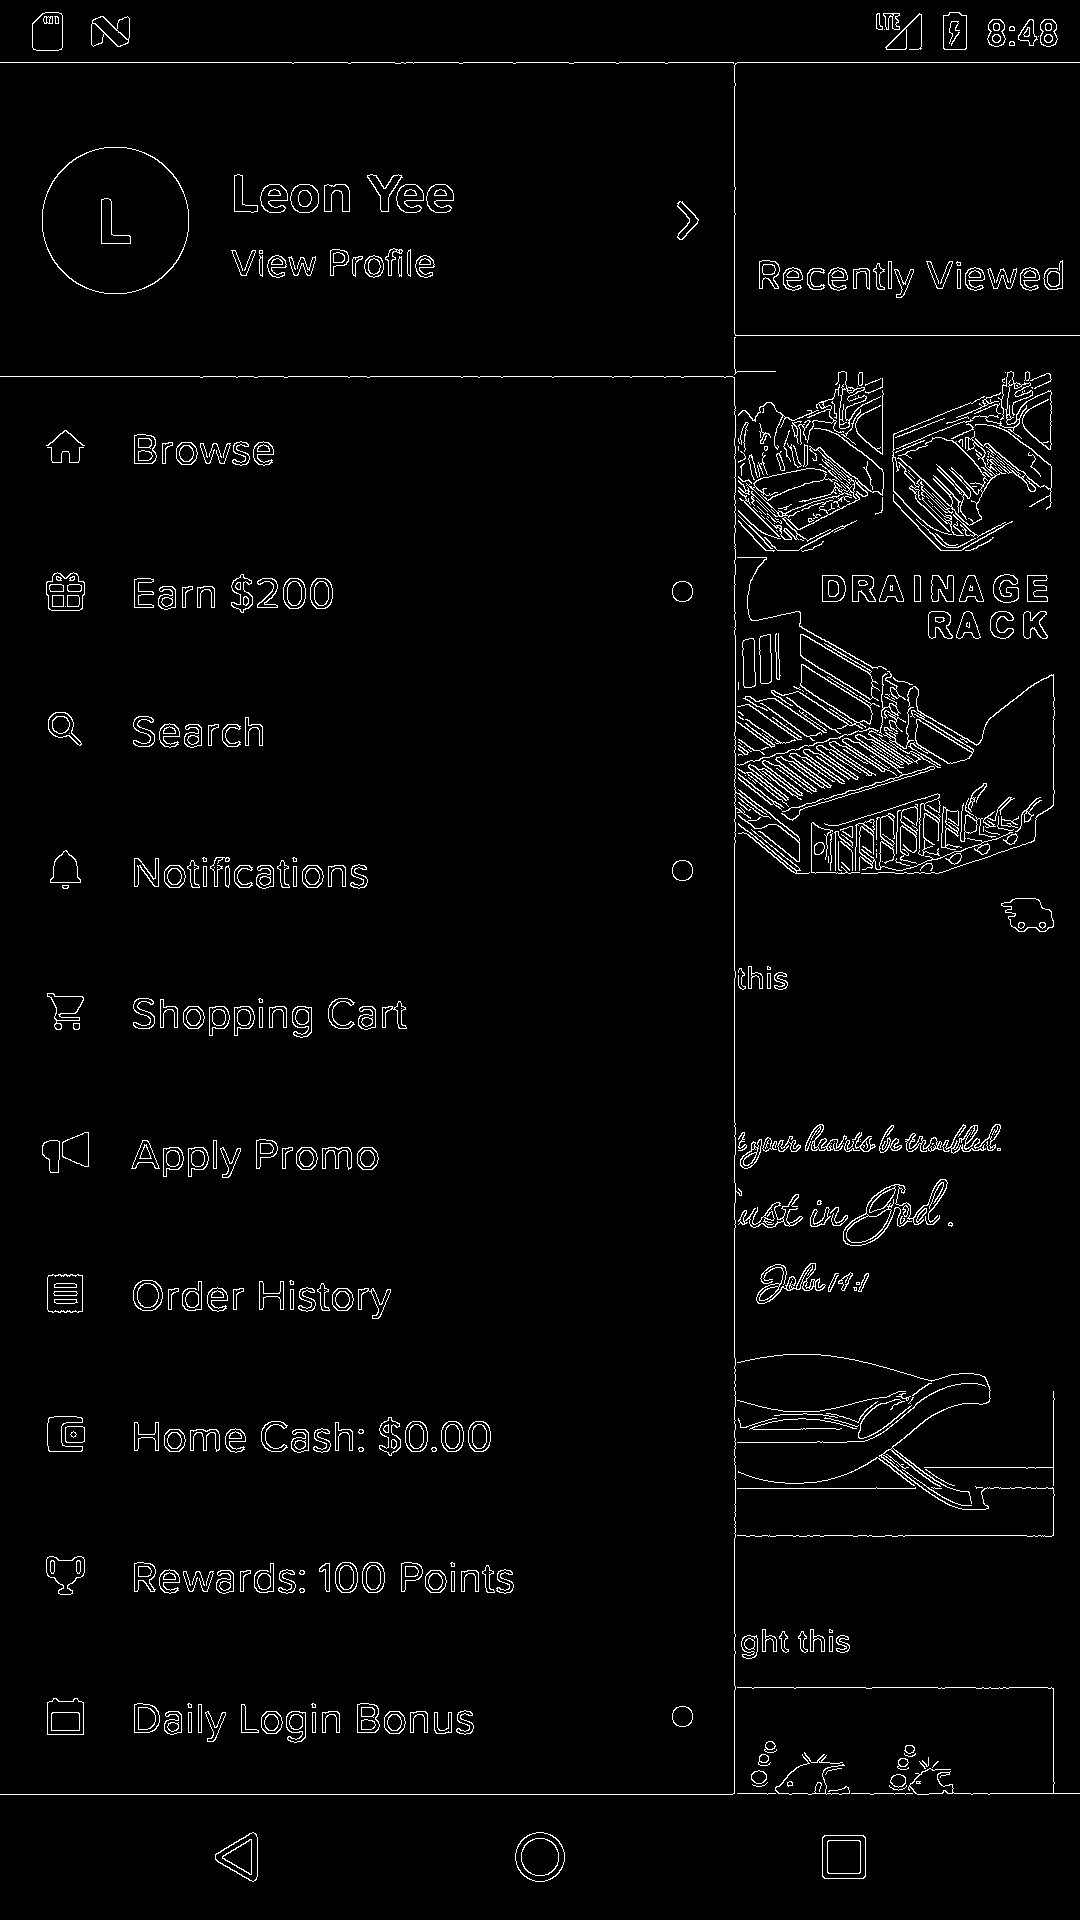 LTE 8:48
L
Leon Yee
View Profile
Recently Viewed
Browse
Earn $200
Search
Notifications
Shopping Cart
Apply Promo
Order History
Home Cash: $0.00
Rewards: 100 Points
Daily Login Bonus
DRAINAGE
RACK
this
t your hearts be troubled.
ust in God.
John 14:1
ght this